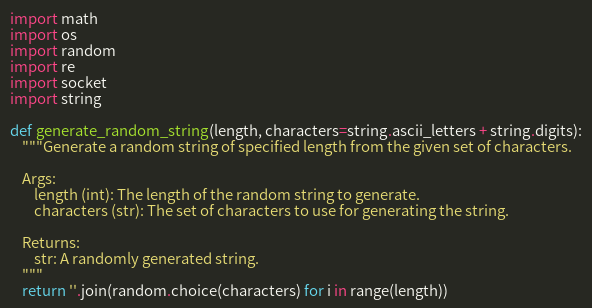 import math
import os
import random
import re
import socket
import string

def generate_random_string(length, characters=string.ascii_letters + string.digits):
    """Generate a random string of specified length from the given set of characters.

    Args:
        length (int): The length of the random string to generate.
        characters (str): The set of characters to use for generating the string.

    Returns:
        str: A randomly generated string.
    """
    return ''.join(random.choice(characters) for i in range(length))